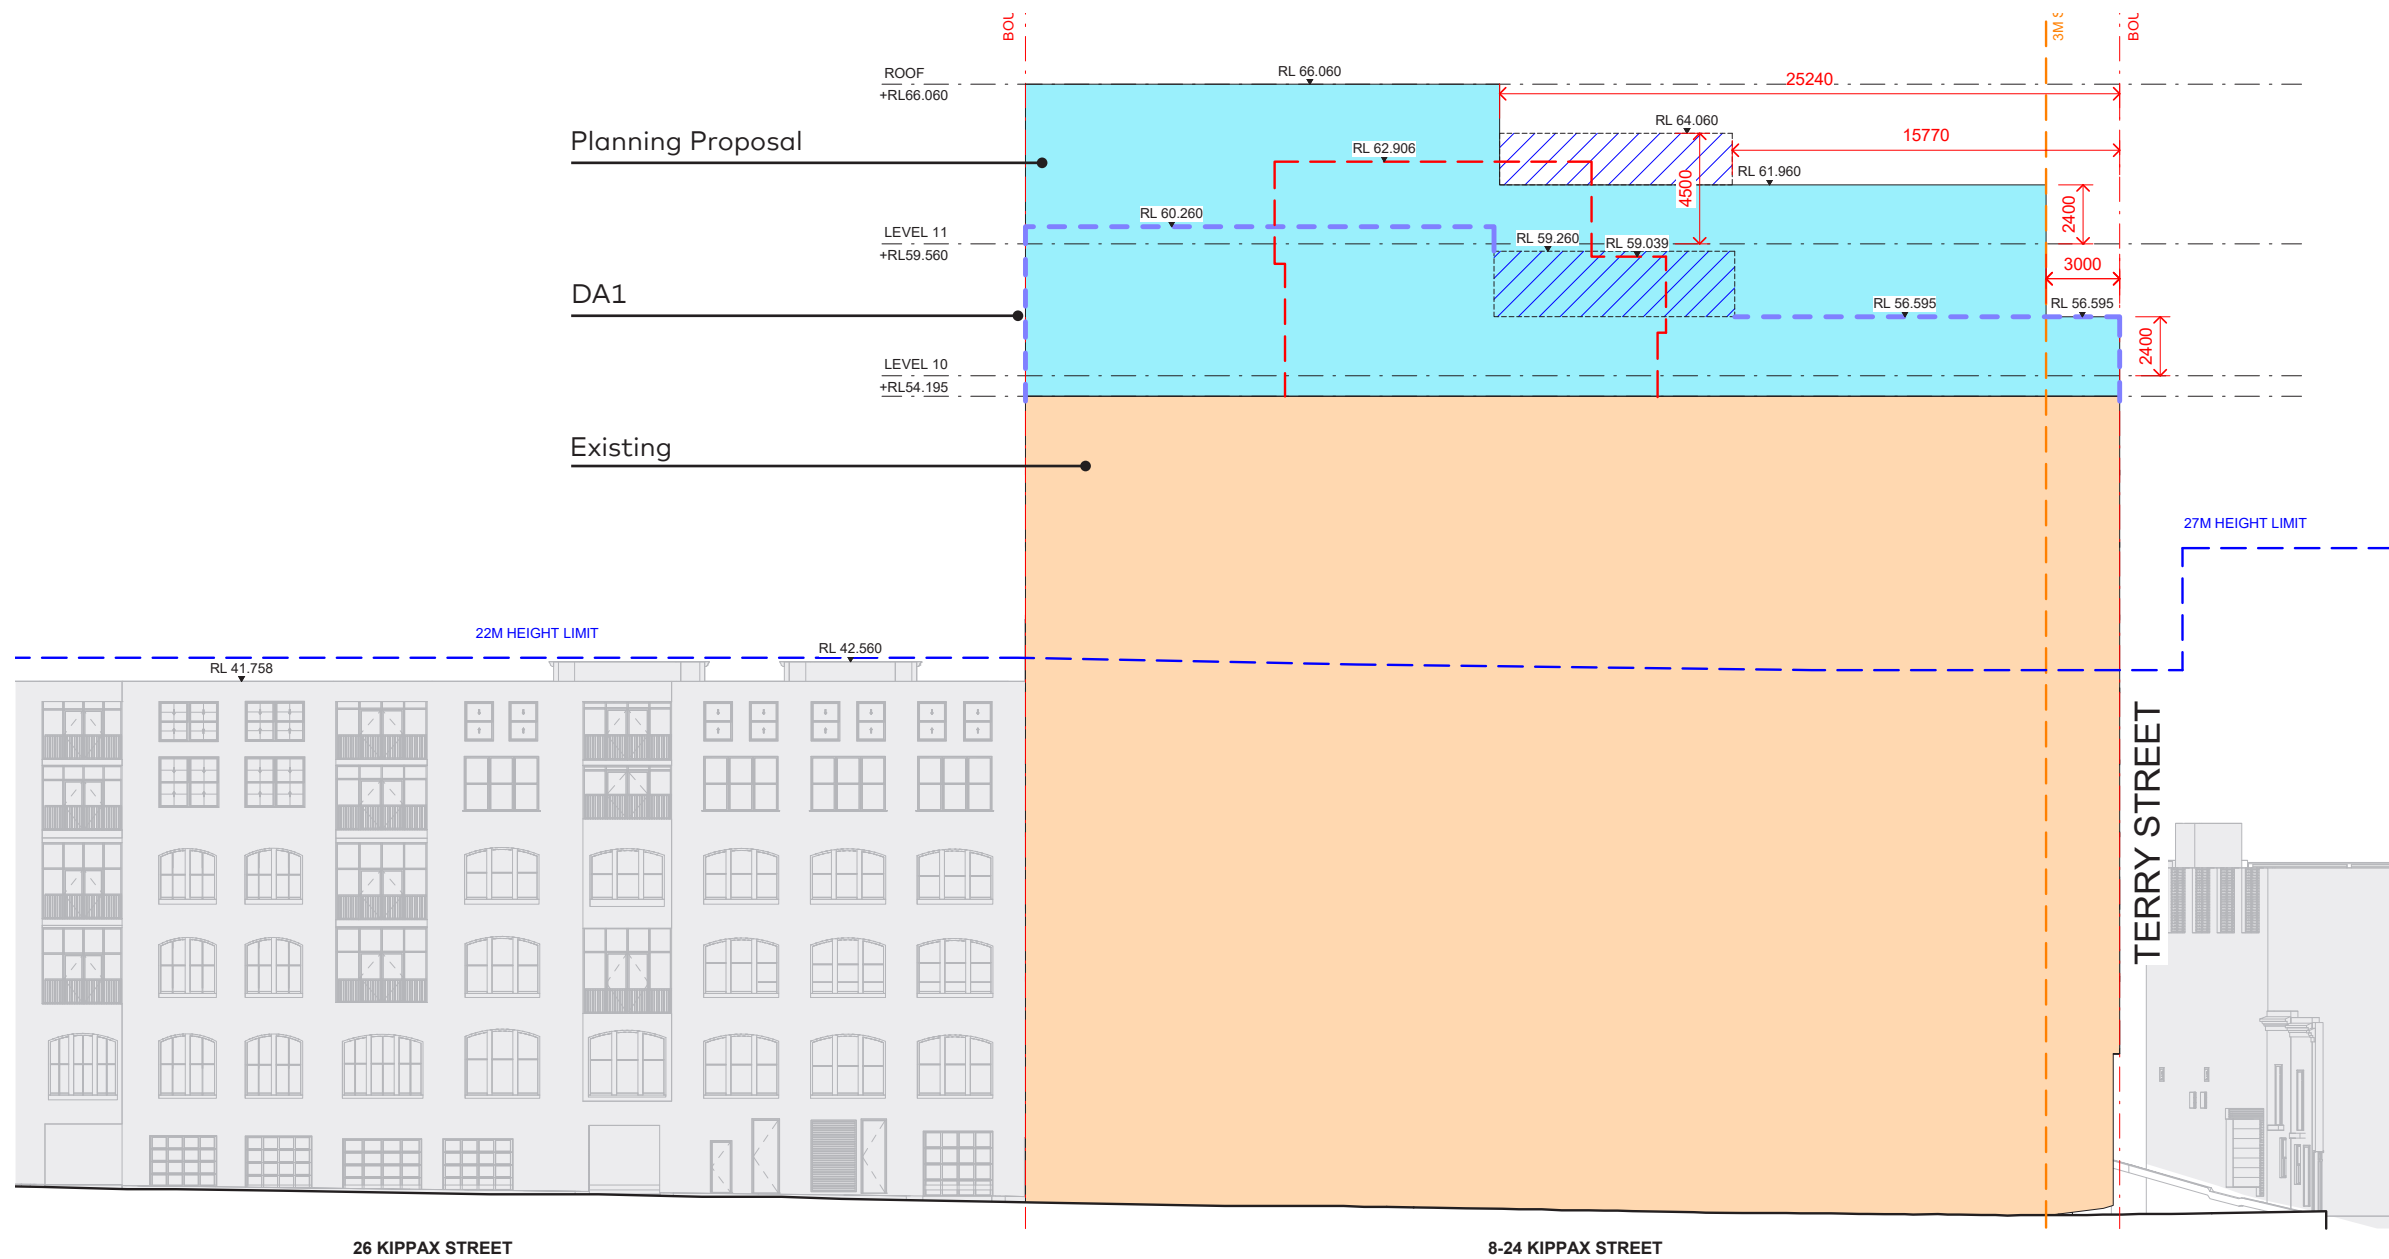 BOU
3M S
BOU
ROOF
+RL66.060
RL 66.060
25240
Planning Proposal
RL 64.060
15770
RL 62.906
RL 61.960
4500
2400
RL 60.260
LEVEL 11
+RL59.560
RL 59.260
RL 59.039
3000
DA1
RL 56.595
RL 56.595
2400
LEVEL 10
+RL54.195
Existing
27M HEIGHT LIMIT
22M HEIGHT LIMIT
RL 42.560
RL 41.758
TERRY STREET
26 KIPPAX STREET
8-24 KIPPAX STREET